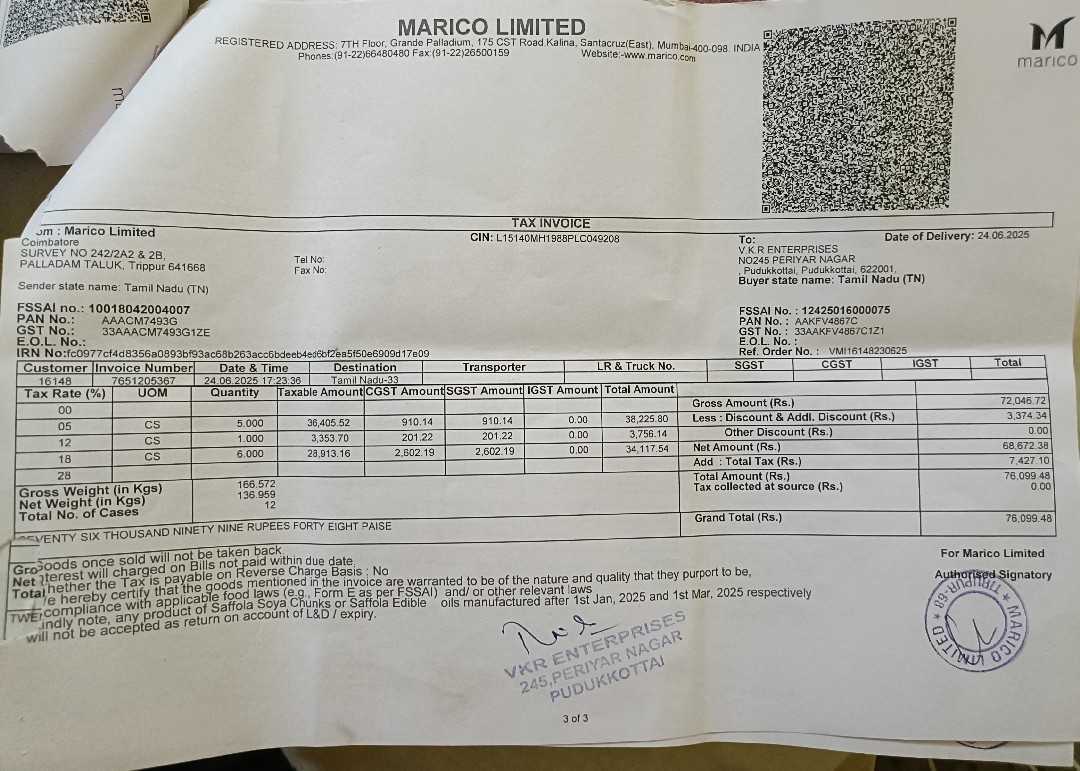 MARICO LIMITED
REGISTERED ADDRESS: 7TH Floor, Grande Palladium, 175 CST Road,Kalina, Santacruz(East), Mumbai-400-098. INDIA
Phones:(91-22)66480480 Fax:(91-22)26500159 Website:-www.marico.com
marico
TAX INVOICE
om : Marico Limited
CIN: L15140MH1988PLC049208
To:
Date of Delivery: 24.06.2025
Coimbatore
SURVEY NO 242/2A2 & 2B,
PALLADAM TALUK, Trippur 641668
Tel No:
Fax No:
V.K.R ENTERPRISES
NO245 PERIYAR NAGAR
Pudukkottai, Pudukkottai, 622001,
Sender state name: Tamil Nadu (TN)
Buyer state name: Tamil Nadu (TN)
FSSAI no.: 10018042004007
PAN No.: AAACM7493G
GST No.: 33AAACM7493G1ZE
E.O.L. No.:
IRN No:fc0977cf4d8356a0893bf93ac68b263acc6bdeeb4ed6bf2ea5f50e6909d17e09
FSSAI No. : 12425016000075
PAN No. : AAKFV4867C
GST No. : 33AAKFV4867C1Z1
E.O.L. No. :
Ref. Order No. : VMI16148230625
Customer Invoice Number Date & Time Destination Transporter LR & Truck No. SGST CGST IGST Total
16148 7651205367 24.06.2025 17:23:36 Tamil Nadu-33
Tax Rate (%) UOM Quantity Taxable Amount CGST Amount SGST Amount IGST Amount Total Amount
00
05 CS 5.000 36,405.52 910.14 910.14 0.00 38,225.80
12 CS 1.000 3,353.70 201.22 201.22 0.00 3,756.14
18 CS 6.000 28,913.16 2,602.19 2,602.19 0.00 34,117.54
28
Gross Amount (Rs.) 72,046.72
Less : Discount & Addl. Discount (Rs.) 3,374.34
Other Discount (Rs.) 0.00
Net Amount (Rs.) 68,672.38
Add : Total Tax (Rs.) 7,427.10
Total Amount (Rs.) 76,099.48
Tax collected at source (Rs.) 0.00
Grand Total (Rs.) 76,099.48
Gross Weight (in Kgs) 166.572
Net Weight (in Kgs) 136.959
Total No. of Cases 12
SEVENTY SIX THOUSAND NINETY NINE RUPEES FORTY EIGHT PAISE
Gro
Net
Total
TWE
Goods once sold will not be taken back.
nterest will charged on Bills not paid within due date.
hether the Tax is payable on Reverse Charge Basis : No
e hereby certify that the goods mentioned in the invoice are warranted to be of the nature and quality that they purport to be,
compliance with applicable food laws (e.g., Form E as per FSSAI) and/ or other relevant laws
indly note, any product of Saffola Soya Chunks or Saffola Edible oils manufactured after 1st Jan, 2025 and 1st Mar, 2025 respectively
will not be accepted as return on account of L&D / expiry.
For Marico Limited
Authorised Signatory
MARICO LIMITED ★ TIRUPUR-68 ★
VKR ENTERPRISES
245,PERIYAR NAGAR
PUDUKKOTTAI
3 of 3